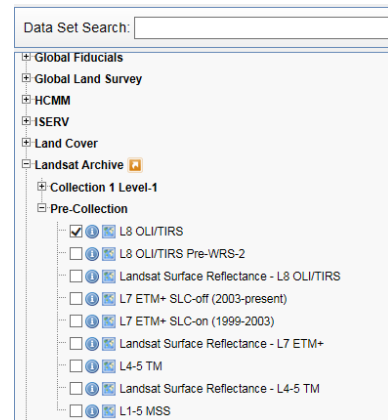 Data Set Search:
Global Fiducials
Global Land Survey
HCMM
ISERV
Land Cover
Landsat Archive
Collection 1 Level-1
Pre-Collection
L8 OLI/TIRS
L8 OLI/TIRS Pre-WRS-2
Landsat Surface Reflectance - L8 OLI/TIRS
L7 ETM+ SLC-off (2003-present)
L7 ETM+ SLC-on (1999-2003)
Landsat Surface Reflectance - L7 ETM+
L4-5 TM
Landsat Surface Reflectance - L4-5 TM
L1-5 MSS